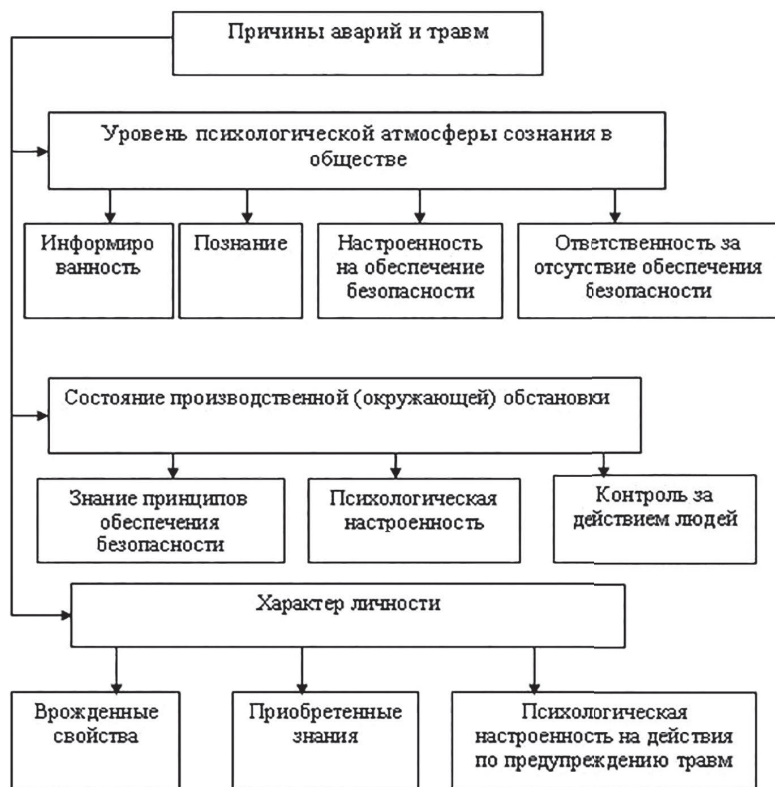 Причины аварий и травм
Уровень психологической атмосферы сознания в
обществе
Информиро
ванность
Познание
Настроенность
на обеспечение
безопасности
Ответственность за
отсутствие обеспечения
безопасности
Состояние производственной (окружающей) обстановки
Знание принципов
обеспечения
безопасности
Психологическая
настроенность
Контроль за
действием людей
Характер личности
Врожденные
свойства
Приобретенные
знания
Психологическая
настроенность на действия
по предупреждению травм